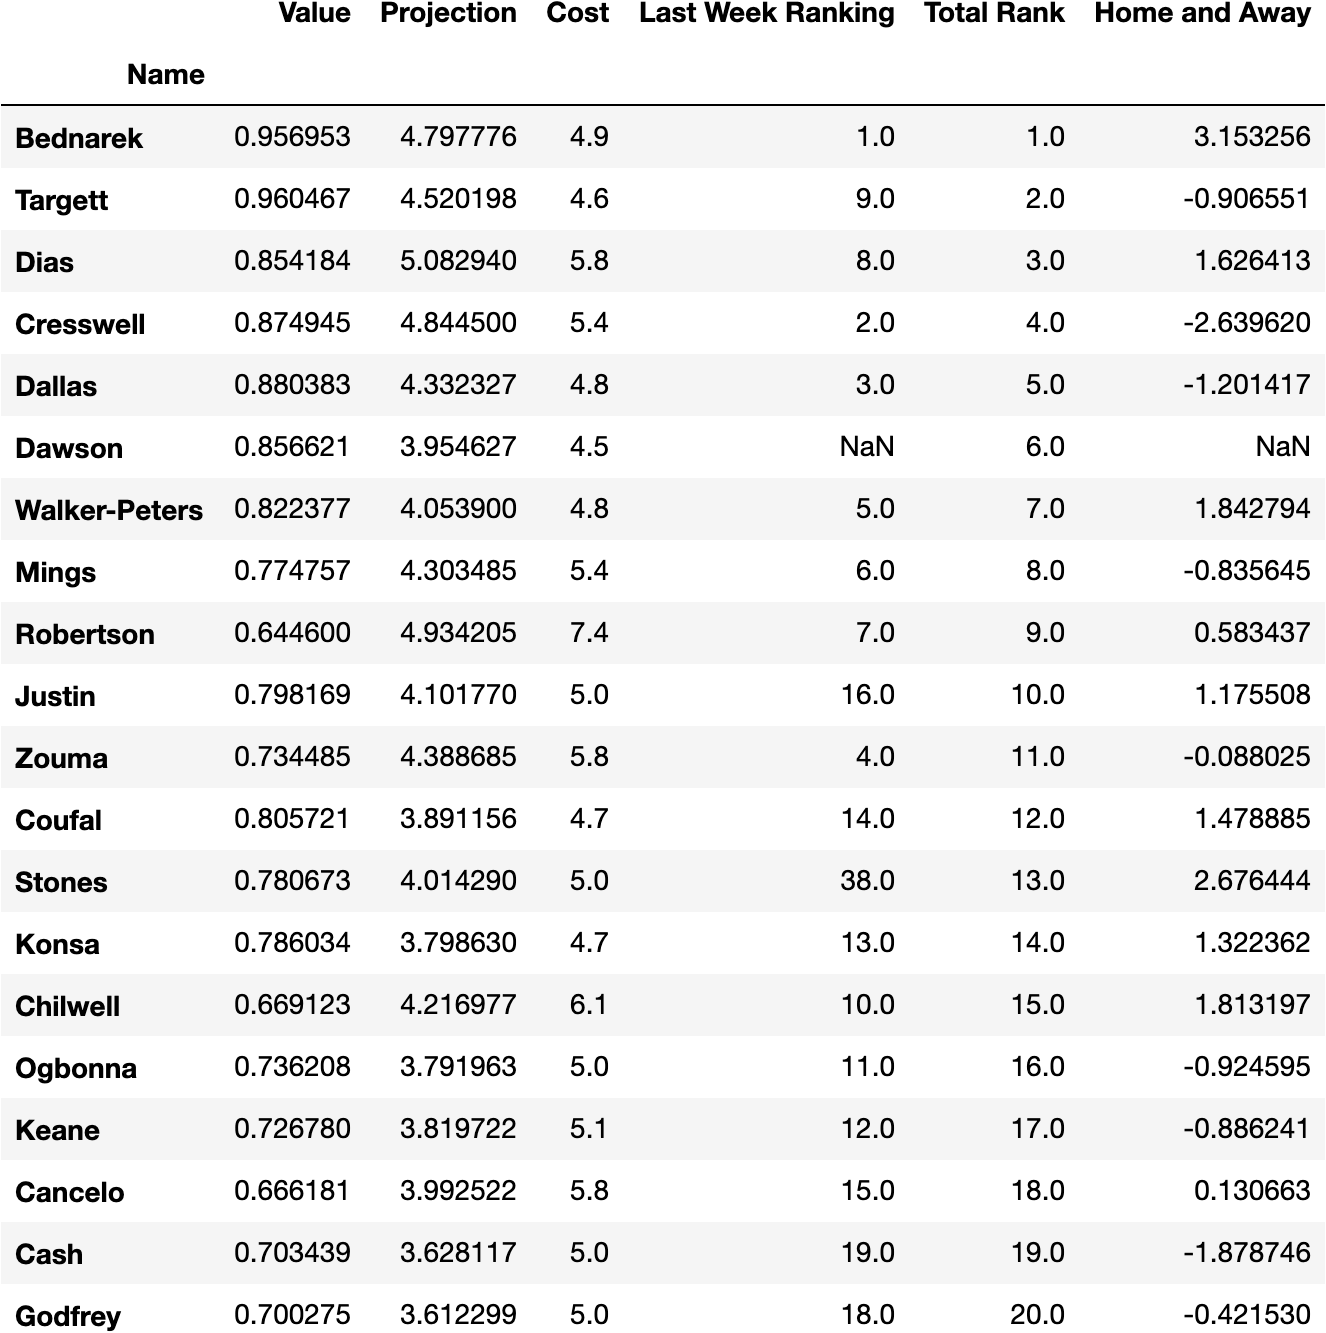 Value Projection Cost Last Week Ranking Total Rank Home and Away
Name
Bednarek 0.956953 4.797776 4.9 1.0 1.0 3.153256
Targett 0.960467 4.520198 4.6 9.0 2.0 -0.906551
Dias 0.854184 5.082940 5.8 8.0 3.0 1.626413
Cresswell 0.874945 4.844500 5.4 2.0 4.0 -2.639620
Dallas 0.880383 4.332327 4.8 3.0 5.0 -1.201417
Dawson 0.856621 3.954627 4.5 NaN 6.0 NaN
Walker-Peters 0.822377 4.053900 4.8 5.0 7.0 1.842794
Mings 0.774757 4.303485 5.4 6.0 8.0 -0.835645
Robertson 0.644600 4.934205 7.4 7.0 9.0 0.583437
Justin 0.798169 4.101770 5.0 16.0 10.0 1.175508
Zouma 0.734485 4.388685 5.8 4.0 11.0 -0.088025
Coufal 0.805721 3.891156 4.7 14.0 12.0 1.478885
Stones 0.780673 4.014290 5.0 38.0 13.0 2.676444
Konsa 0.786034 3.798630 4.7 13.0 14.0 1.322362
Chilwell 0.669123 4.216977 6.1 10.0 15.0 1.813197
Ogbonna 0.736208 3.791963 5.0 11.0 16.0 -0.924595
Keane 0.726780 3.819722 5.1 12.0 17.0 -0.886241
Cancelo 0.666181 3.992522 5.8 15.0 18.0 0.130663
Cash 0.703439 3.628117 5.0 19.0 19.0 -1.878746
Godfrey 0.700275 3.612299 5.0 18.0 20.0 -0.421530